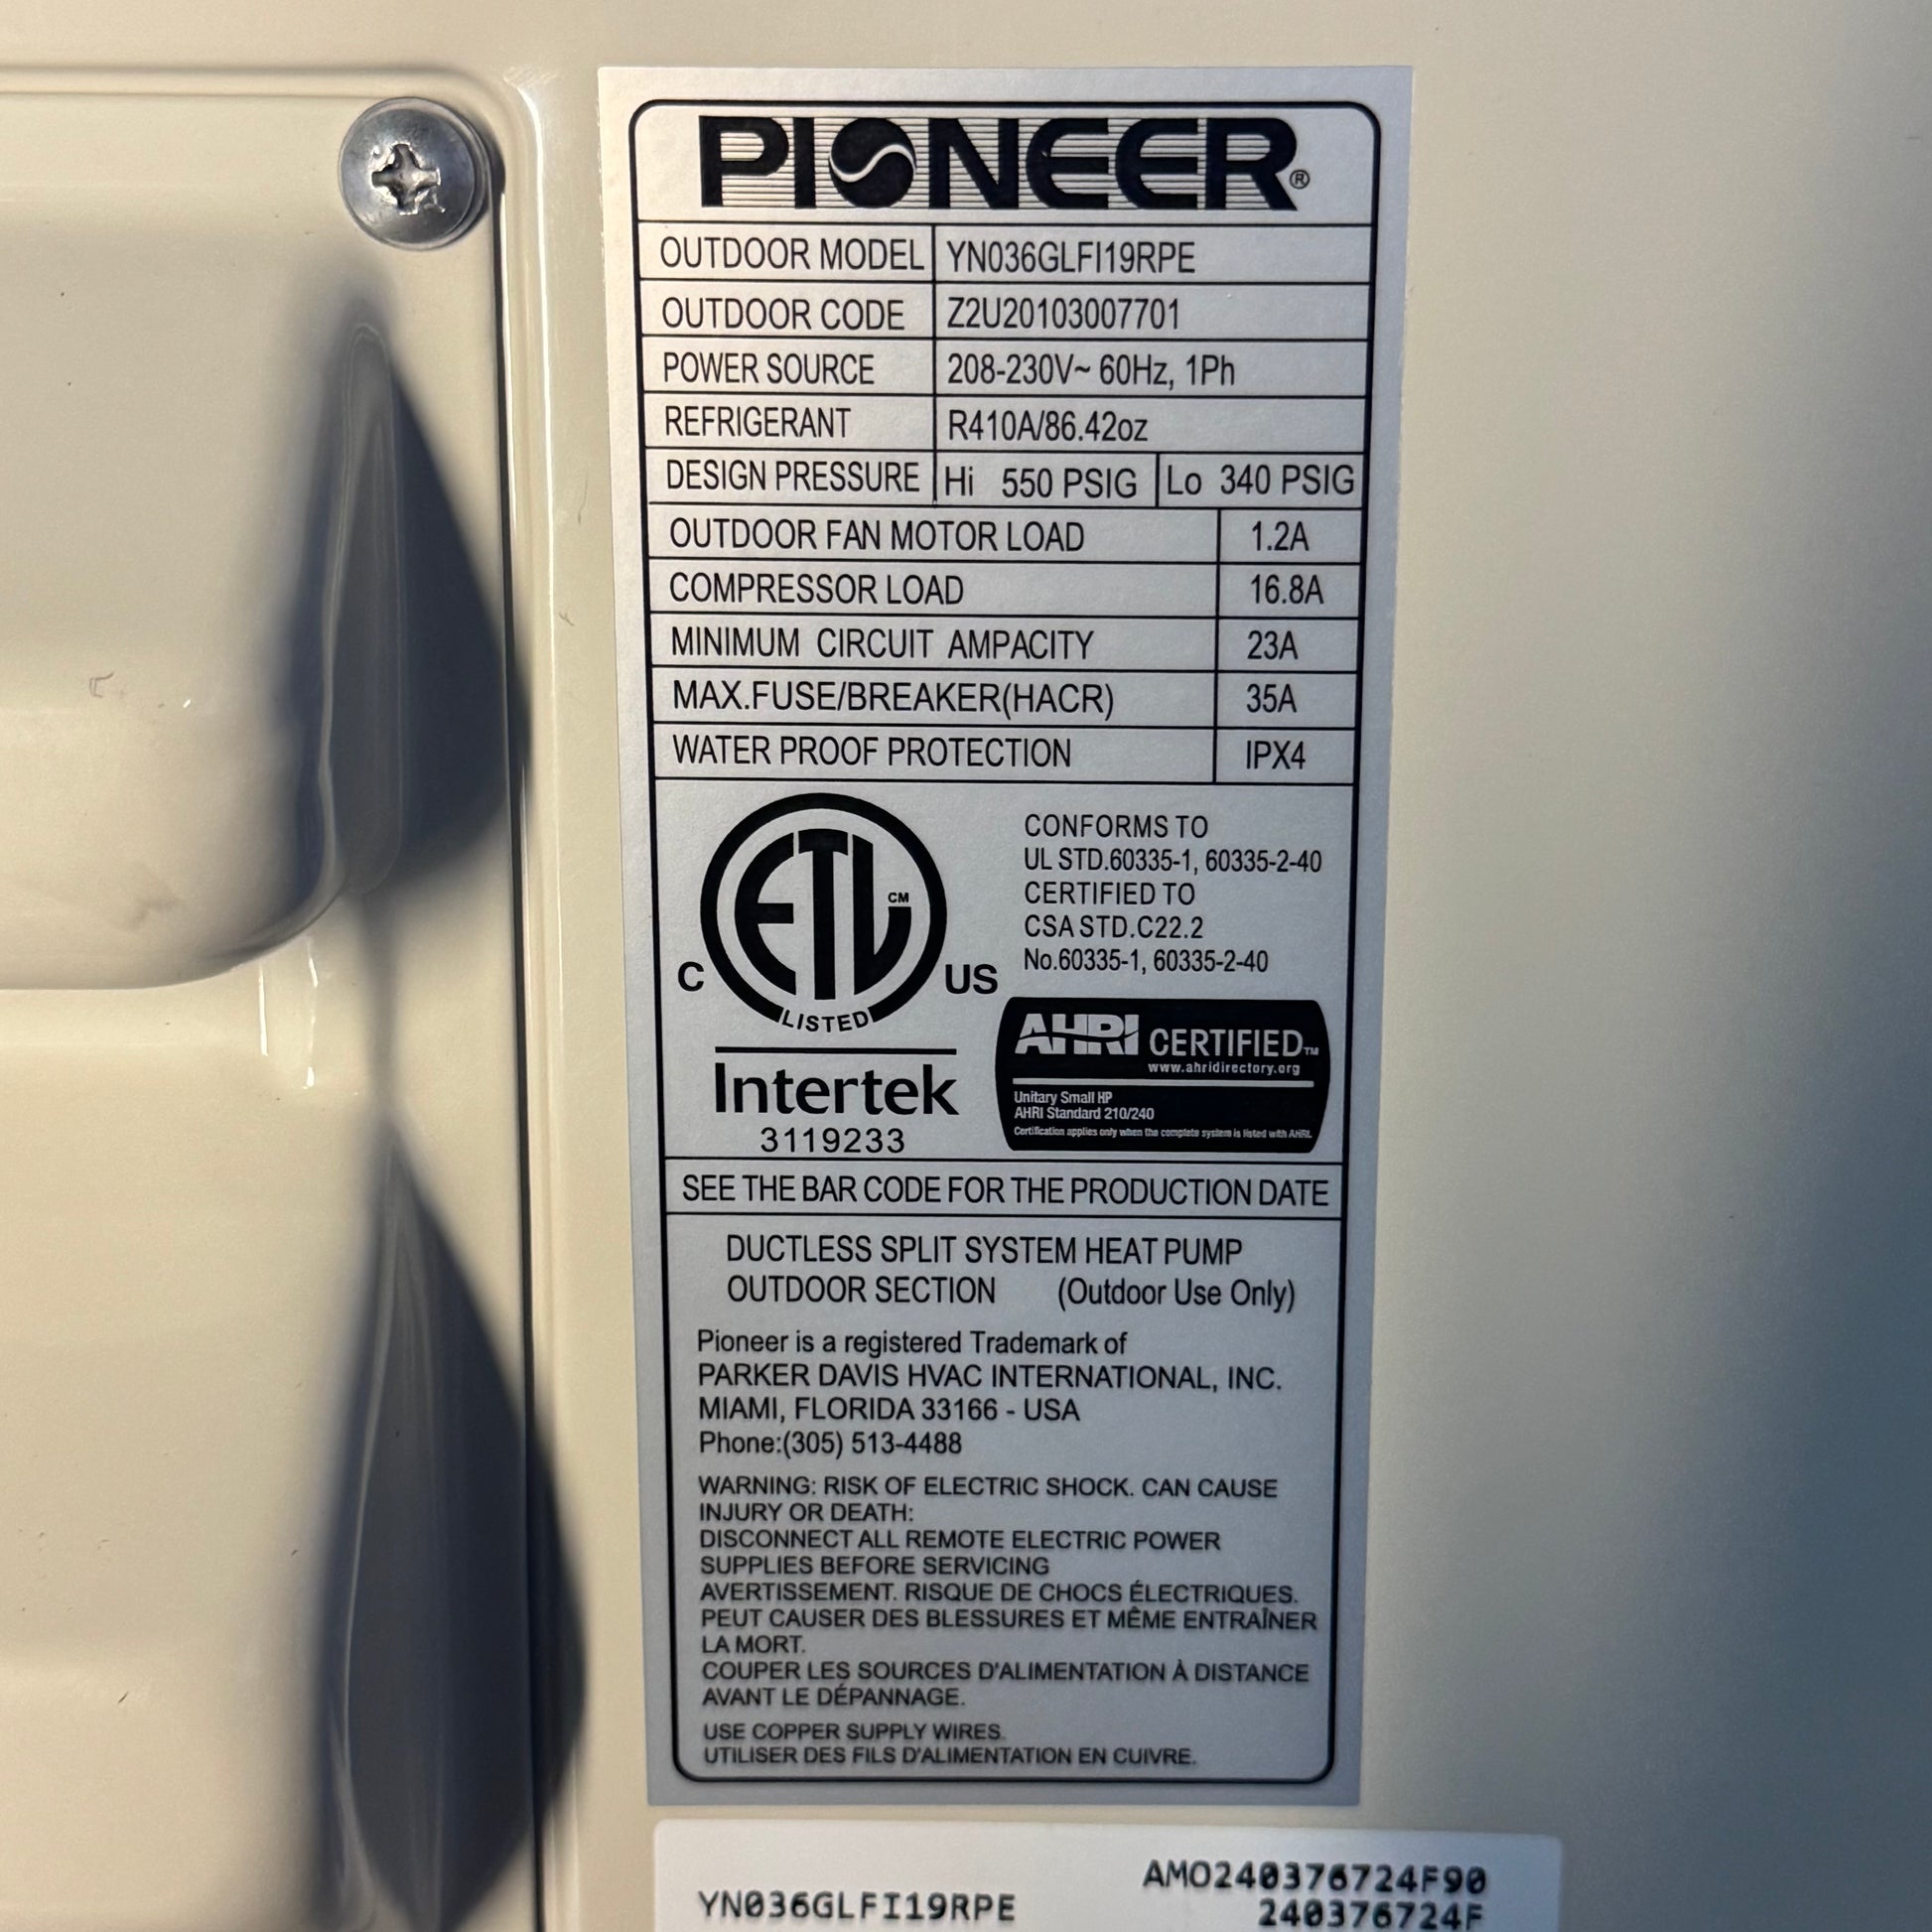 PIONEER®
OUTDOOR MODEL YN036GLFI19RPE
OUTDOOR CODE Z2U20103007701
POWER SOURCE 208-230V~ 60Hz, 1Ph
REFRIGERANT R410A/86.42oz
DESIGN PRESSURE Hi 550 PSIG Lo 340 PSIG
OUTDOOR FAN MOTOR LOAD 1.2A
COMPRESSOR LOAD 16.8A
MINIMUM CIRCUIT AMPACITY 23A
MAX.FUSE/BREAKER(HACR) 35A
WATER PROOF PROTECTION IPX4
ETL CM
C US
LISTED
Intertek
3119233
CONFORMS TO
UL STD.60335-1, 60335-2-40
CERTIFIED TO
CSA STD.C22.2
No.60335-1, 60335-2-40
AHRI CERTIFIED™
www.ahridirectory.org
Unitary Small HP
AHRI Standard 210/240
Certification applies only when the complete system is listed with AHRI.
SEE THE BAR CODE FOR THE PRODUCTION DATE
DUCTLESS SPLIT SYSTEM HEAT PUMP
OUTDOOR SECTION (Outdoor Use Only)
Pioneer is a registered Trademark of
PARKER DAVIS HVAC INTERNATIONAL, INC.
MIAMI, FLORIDA 33166 - USA
Phone:(305) 513-4488
WARNING: RISK OF ELECTRIC SHOCK. CAN CAUSE
INJURY OR DEATH:
DISCONNECT ALL REMOTE ELECTRIC POWER
SUPPLIES BEFORE SERVICING
AVERTISSEMENT. RISQUE DE CHOCS ÉLECTRIQUES.
PEUT CAUSER DES BLESSURES ET MÊME ENTRAÎNER
LA MORT.
COUPER LES SOURCES D'ALIMENTATION À DISTANCE
AVANT LE DÉPANNAGE.
USE COPPER SUPPLY WIRES.
UTILISER DES FILS D'ALIMENTATION EN CUIVRE.
AMO240376724F90
YN036GLFI19RPE 240376724F